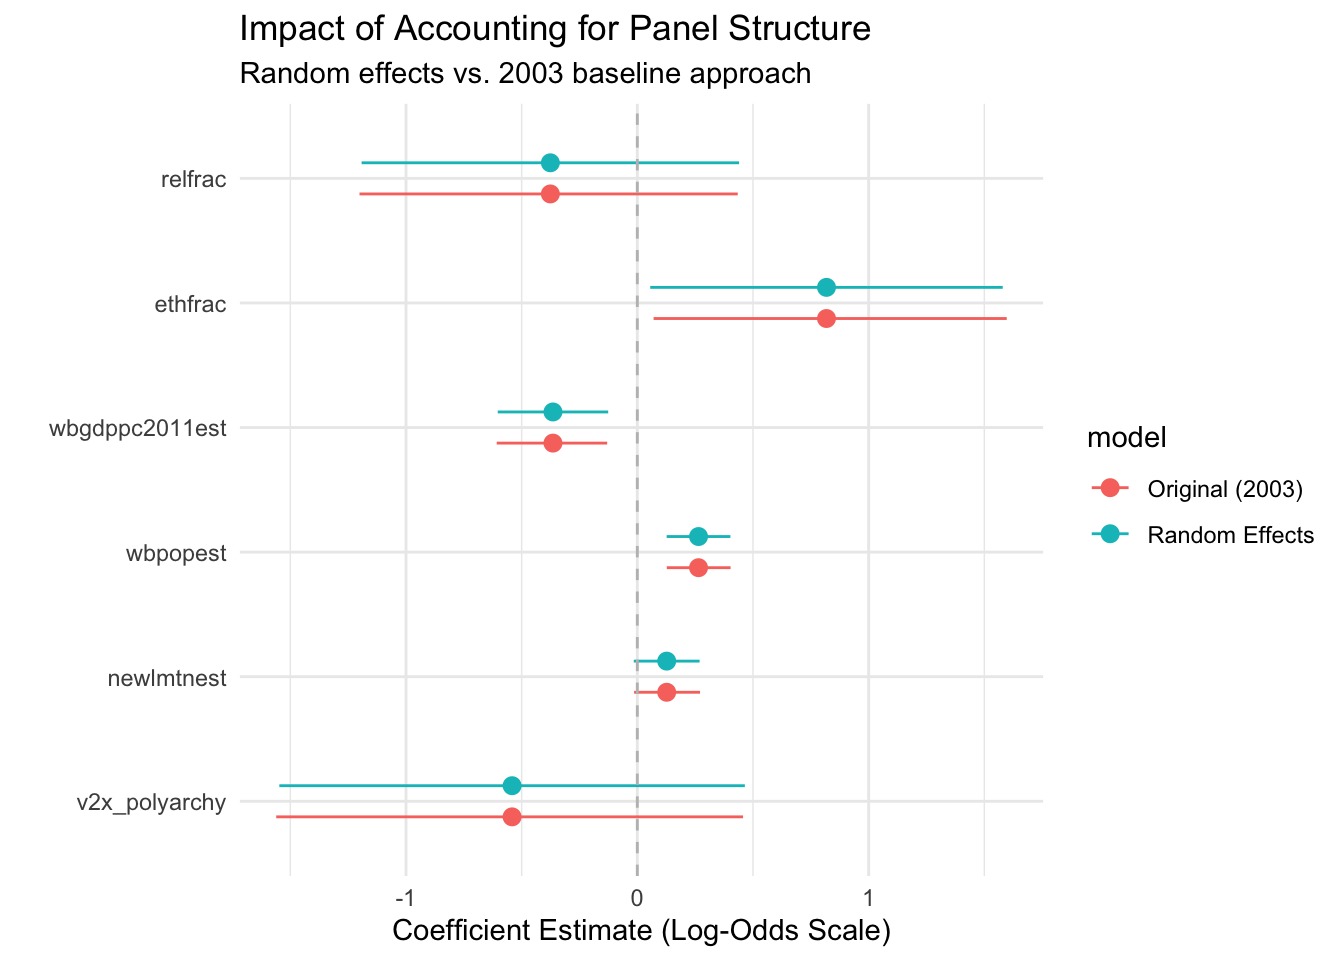 Impact of Accounting for Panel Structure
Random effects vs. 2003 baseline approach
relfrac
ethfrac
wbgdppc2011est
wbpopest
newlmtnest
v2x_polyarchy
-1 0 1
Coefficient Estimate (Log-Odds Scale)
model
Original (2003)
Random Effects